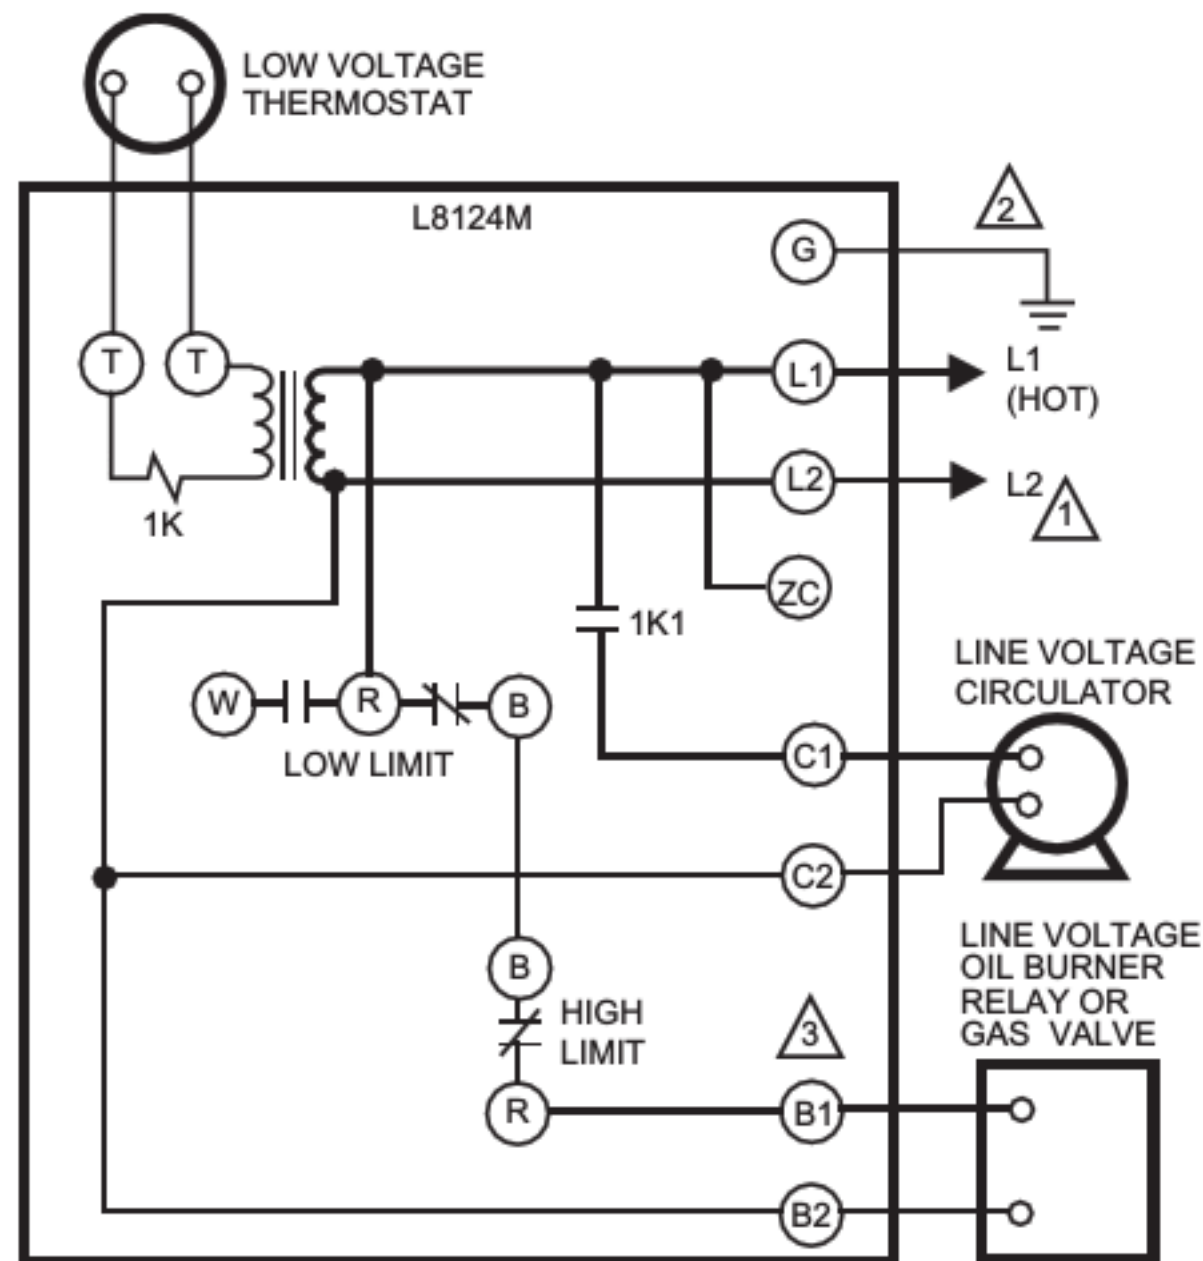 LOW VOLTAGE
THERMOSTAT
L8124M
2
G
T
T
L1
L1
(HOT)
L2
L2
1
1K
ZC
1K1
LINE VOLTAGE
CIRCULATOR
W
R
B
LOW LIMIT
C1
C2
LINE VOLTAGE
OIL BURNER
RELAY OR
GAS VALVE
B
HIGH
LIMIT
3
R
B1
B2